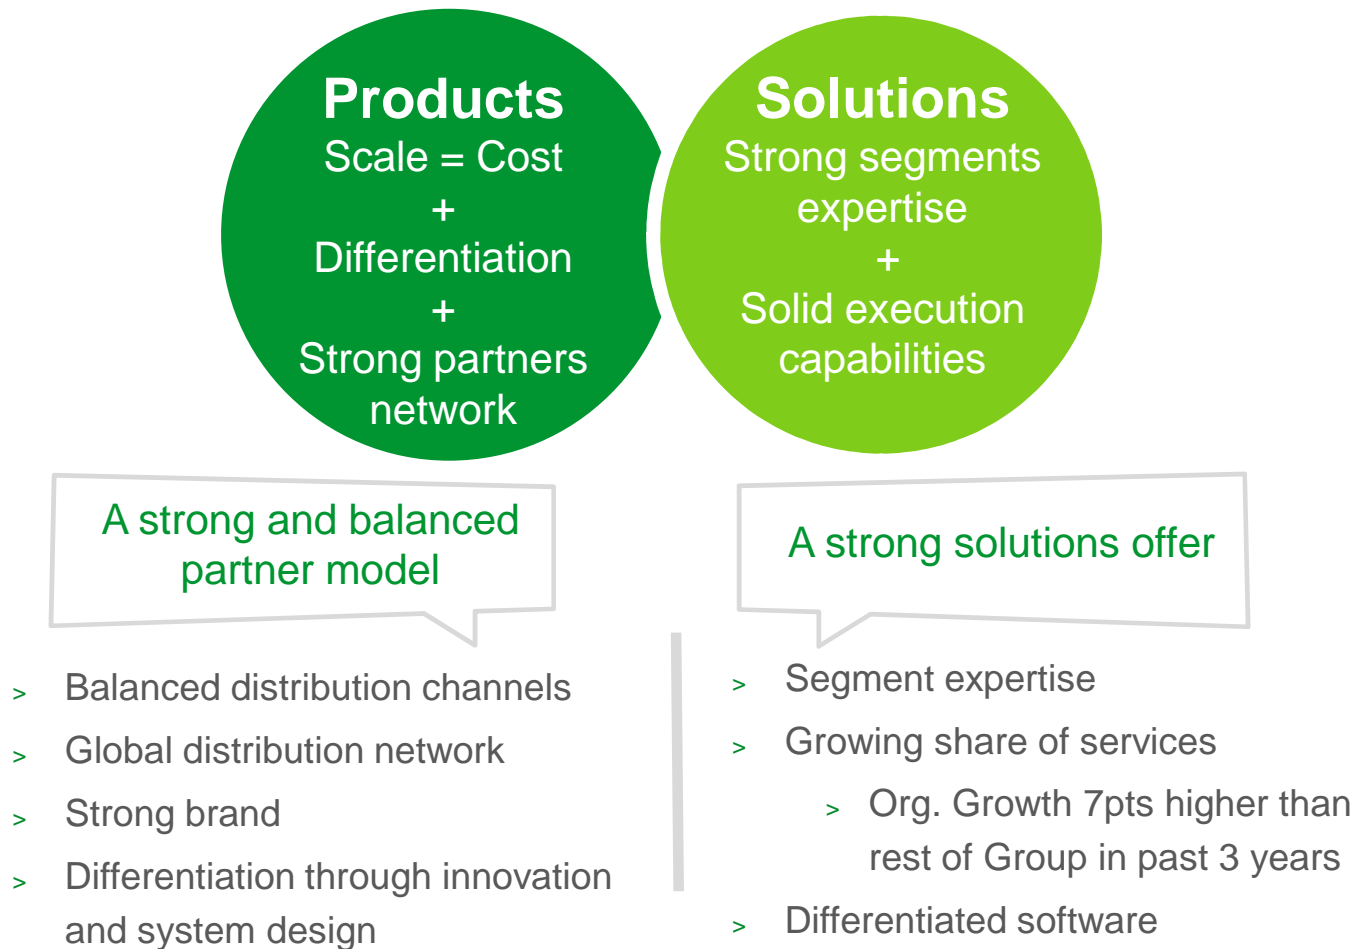 Products
Scale = Cost
+
Differentiation
+
Strong partners
network
Solutions
Strong segments
expertise
+
Solid execution
capabilities
A strong and balanced
partner model
> Balanced distribution channels
> Global distribution network
> Strong brand
> Differentiation through innovation
and system design
A strong solutions offer
> Segment expertise
> Growing share of services
> Org. Growth 7pts higher than
rest of Group in past 3 years
> Differentiated software